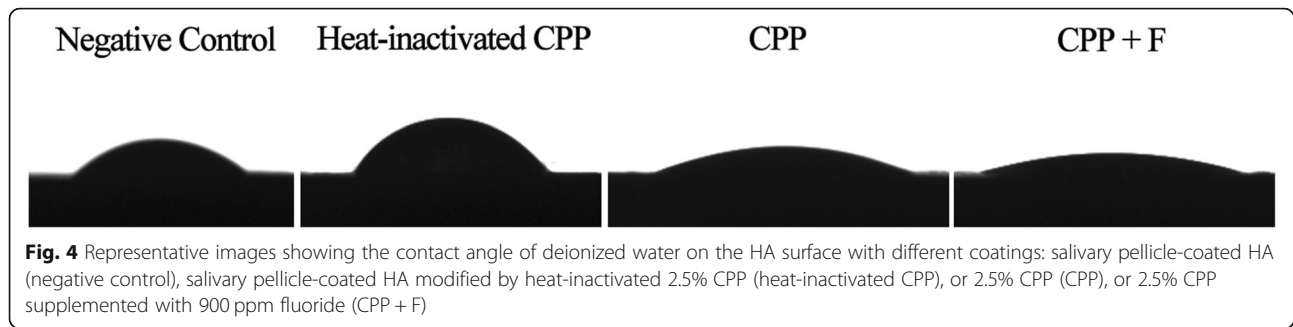 Negative Control Heat-inactivated CPP CPP CPP + F
Fig. 4 Representative images showing the contact angle of deionized water on the HA surface with different coatings: salivary pellicle-coated HA
(negative control), salivary pellicle-coated HA modified by heat-inactivated 2.5% CPP (heat-inactivated CPP), or 2.5% CPP (CPP), or 2.5% CPP
supplemented with 900 ppm fluoride (CPP + F)